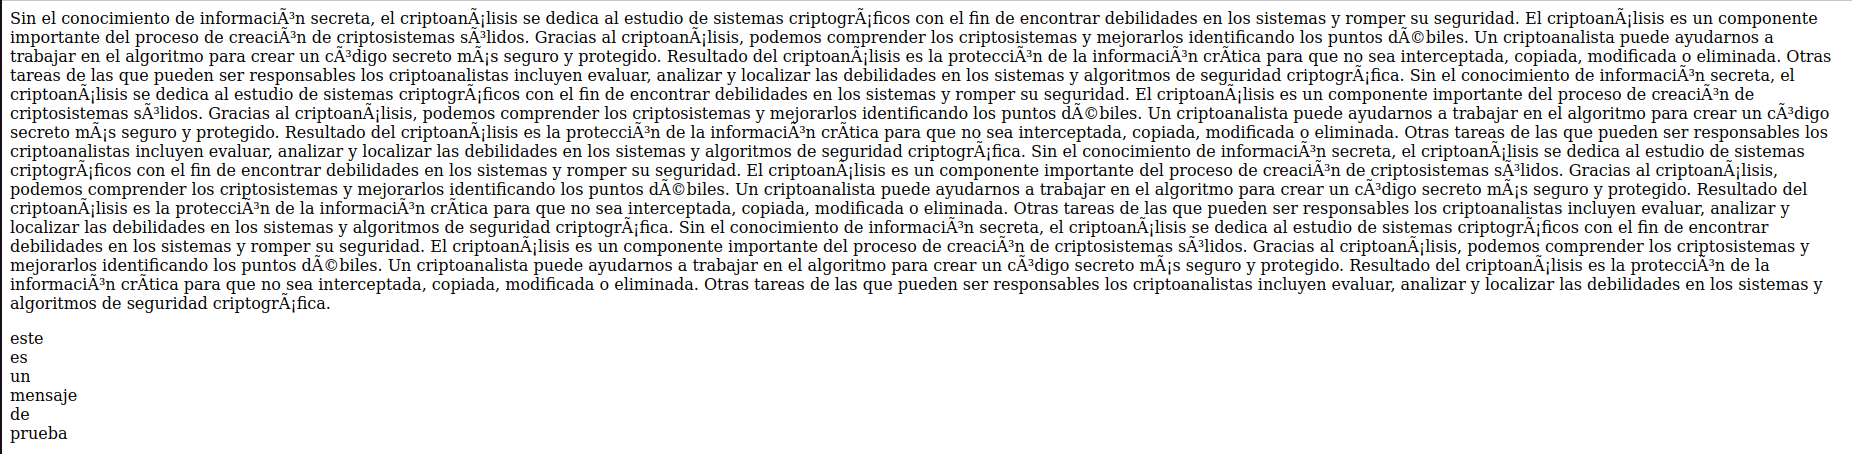 Sin el conocimiento de informaciÃ³n secreta, el criptoanÃ¡lisis se dedica al estudio de sistemas criptogrÃ¡ficos con el fin de encontrar debilidades en los sistemas y romper su seguridad. El criptoanÃ¡lisis es un componente
importante del proceso de creaciÃ³n de criptosistemas sÃ³lidos. Gracias al criptoanÃ¡lisis, podemos comprender los criptosistemas y mejorarlos identificando los puntos dÃ©biles. Un criptoanalista puede ayudarnos a
trabajar en el algoritmo para crear un cÃ³digo secreto mÃ¡s seguro y protegido. Resultado del criptoanÃ¡lisis es la protecciÃ³n de la informaciÃ³n crÃ­tica para que no sea interceptada, copiada, modificada o eliminada. Otras
tareas de las que pueden ser responsables los criptoanalistas incluyen evaluar, analizar y localizar las debilidades en los sistemas y algoritmos de seguridad criptogrÃ¡fica. Sin el conocimiento de informaciÃ³n secreta, el
criptoanÃ¡lisis se dedica al estudio de sistemas criptogrÃ¡ficos con el fin de encontrar debilidades en los sistemas y romper su seguridad. El criptoanÃ¡lisis es un componente importante del proceso de creaciÃ³n de
criptosistemas sÃ³lidos. Gracias al criptoanÃ¡lisis, podemos comprender los criptosistemas y mejorarlos identificando los puntos dÃ©biles. Un criptoanalista puede ayudarnos a trabajar en el algoritmo para crear un cÃ³digo
secreto mÃ¡s seguro y protegido. Resultado del criptoanÃ¡lisis es la protecciÃ³n de la informaciÃ³n crÃ­tica para que no sea interceptada, copiada, modificada o eliminada. Otras tareas de las que pueden ser responsables los
criptoanalistas incluyen evaluar, analizar y localizar las debilidades en los sistemas y algoritmos de seguridad criptogrÃ¡fica. Sin el conocimiento de informaciÃ³n secreta, el criptoanÃ¡lisis se dedica al estudio de sistemas
criptogrÃ¡ficos con el fin de encontrar debilidades en los sistemas y romper su seguridad. El criptoanÃ¡lisis es un componente importante del proceso de creaciÃ³n de criptosistemas sÃ³lidos. Gracias al criptoanÃ¡lisis,
podemos comprender los criptosistemas y mejorarlos identificando los puntos dÃ©biles. Un criptoanalista puede ayudarnos a trabajar en el algoritmo para crear un cÃ³digo secreto mÃ¡s seguro y protegido. Resultado del
criptoanÃ¡lisis es la protecciÃ³n de la informaciÃ³n crÃ­tica para que no sea interceptada, copiada, modificada o eliminada. Otras tareas de las que pueden ser responsables los criptoanalistas incluyen evaluar, analizar y
localizar las debilidades en los sistemas y algoritmos de seguridad criptogrÃ¡fica. Sin el conocimiento de informaciÃ³n secreta, el criptoanÃ¡lisis se dedica al estudio de sistemas criptogrÃ¡ficos con el fin de encontrar
debilidades en los sistemas y romper su seguridad. El criptoanÃ¡lisis es un componente importante del proceso de creaciÃ³n de criptosistemas sÃ³lidos. Gracias al criptoanÃ¡lisis, podemos comprender los criptosistemas y
mejorarlos identificando los puntos dÃ©biles. Un criptoanalista puede ayudarnos a trabajar en el algoritmo para crear un cÃ³digo secreto mÃ¡s seguro y protegido. Resultado del criptoanÃ¡lisis es la protecciÃ³n de la
informaciÃ³n crÃ­tica para que no sea interceptada, copiada, modificada o eliminada. Otras tareas de las que pueden ser responsables los criptoanalistas incluyen evaluar, analizar y localizar las debilidades en los sistemas y
algoritmos de seguridad criptogrÃ¡fica.
este
es
un
mensaje
de
prueba